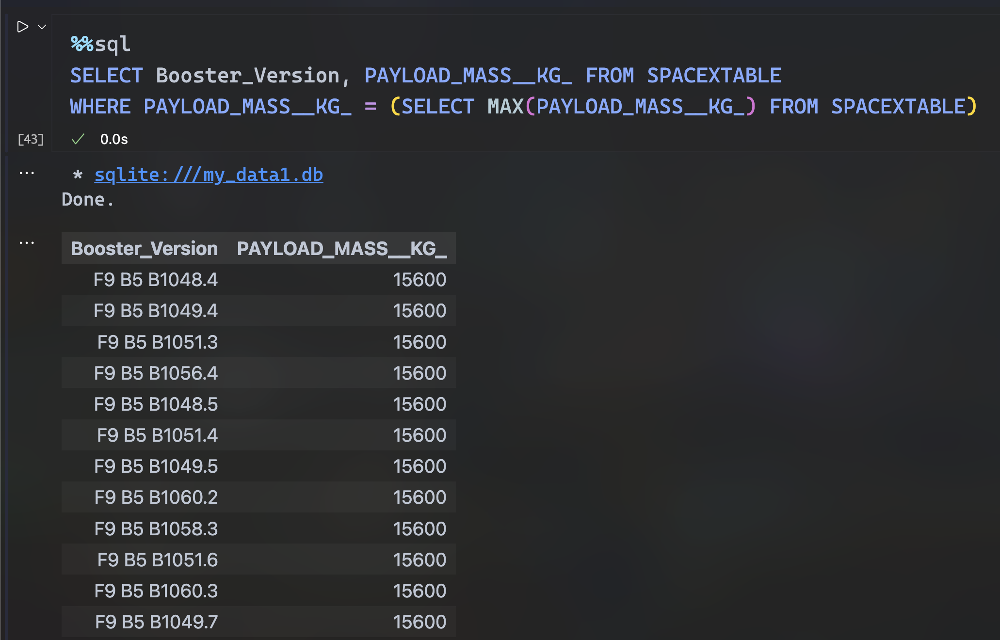 %%sql
SELECT Booster_Version, PAYLOAD_MASS__KG_ FROM SPACEXTABLE
WHERE PAYLOAD_MASS__KG_ = (SELECT MAX(PAYLOAD_MASS__KG_) FROM SPACEXTABLE)
[43] ✓ 0.0s
... * sqlite:///my_data1.db
Done.
... Booster_Version PAYLOAD_MASS__KG_
F9 B5 B1048.4 15600
F9 B5 B1049.4 15600
F9 B5 B1051.3 15600
F9 B5 B1056.4 15600
F9 B5 B1048.5 15600
F9 B5 B1051.4 15600
F9 B5 B1049.5 15600
F9 B5 B1060.2 15600
F9 B5 B1058.3 15600
F9 B5 B1051.6 15600
F9 B5 B1060.3 15600
F9 B5 B1049.7 15600